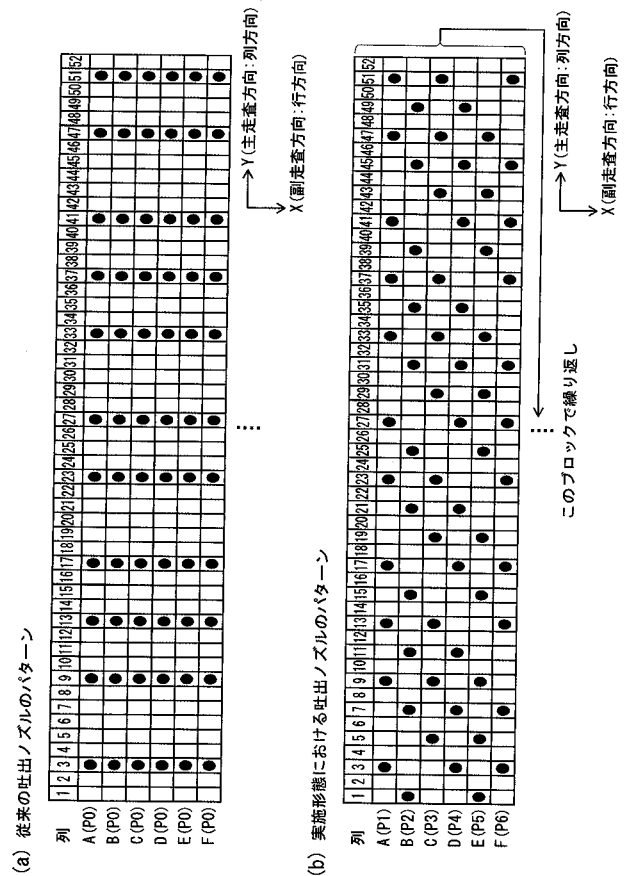 (a) 従来の吐出ノズルのパターン
列 1 2 3 4 5 6 7 8 9 10 11 12 13 14 15 16 17 18 19 20 21 22 23 24 25 26 27 28 29 30 31 32 33 34 35 36 37 38 39 40 41 42 43 44 45 46 47 48 49 50 51 52
A(P0)
B(P0)
C(P0)
D(P0)
E(P0)
F(P0)
Y(主走査方向:列方向)
X(副走査方向:行方向)
(b) 実施形態における吐出ノズルのパターン
列 1 2 3 4 5 6 7 8 9 10 11 12 13 14 15 16 17 18 19 20 21 22 23 24 25 26 27 28 29 30 31 32 33 34 35 36 37 38 39 40 41 42 43 44 45 46 47 48 49 50 51 52
A(P1)
B(P2)
C(P3)
D(P4)
E(P5)
F(P6)
このブロックで繰り返し
Y(主走査方向:列方向)
X(副走査方向:行方向)